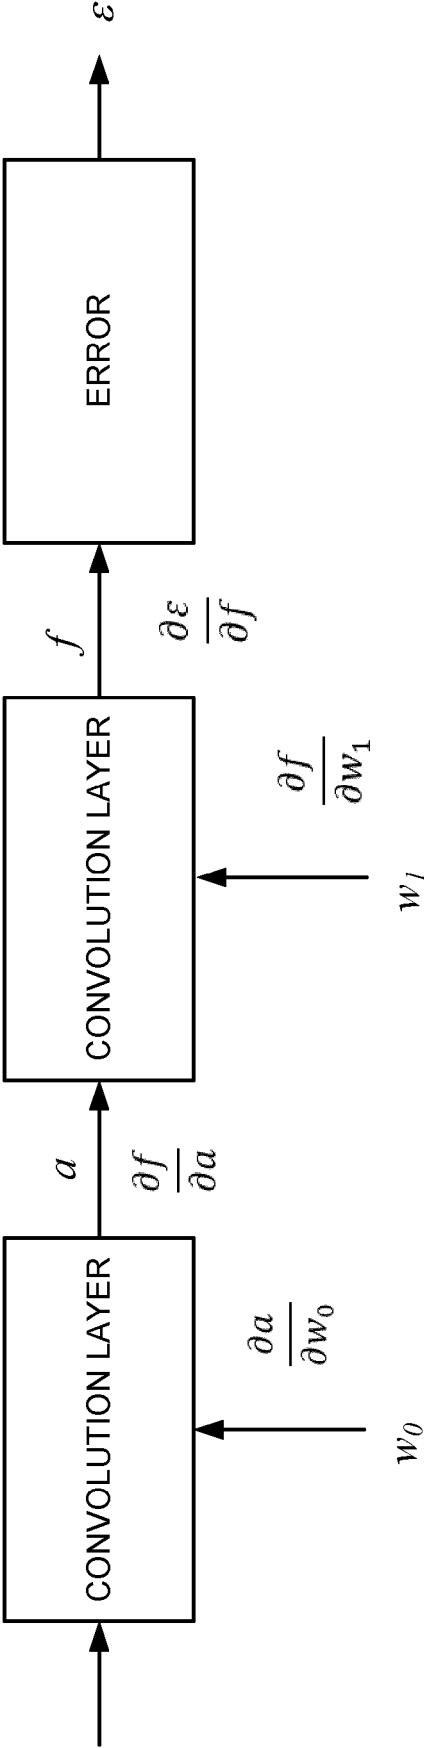 CONVOLUTION LAYER
a
CONVOLUTION LAYER
f
ERROR
ε
∂a/∂w₀
w₀
∂f/∂a
∂f/∂w₁
w₁
∂ε/∂f